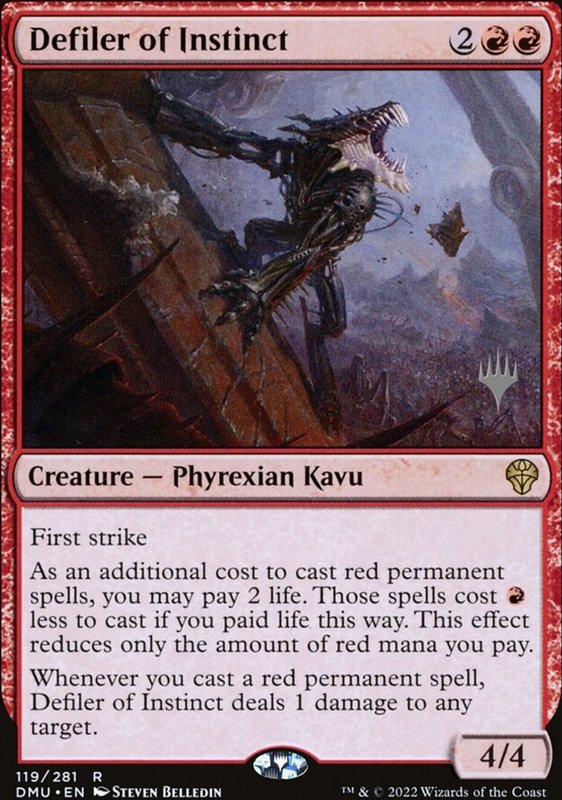 Defiler of Instinct 2
Creature — Phyrexian Kavu
First strike
As an additional cost to cast red permanent
spells, you may pay 2 life. Those spells cost
less to cast if you paid life this way. This effect
reduces only the amount of red mana you pay.
Whenever you cast a red permanent spell,
Defiler of Instinct deals 1 damage to any
target.
4/4
119/281 R
DMU • EN STEVEN BELLEDIN
™ & © 2022 Wizards of the Coast